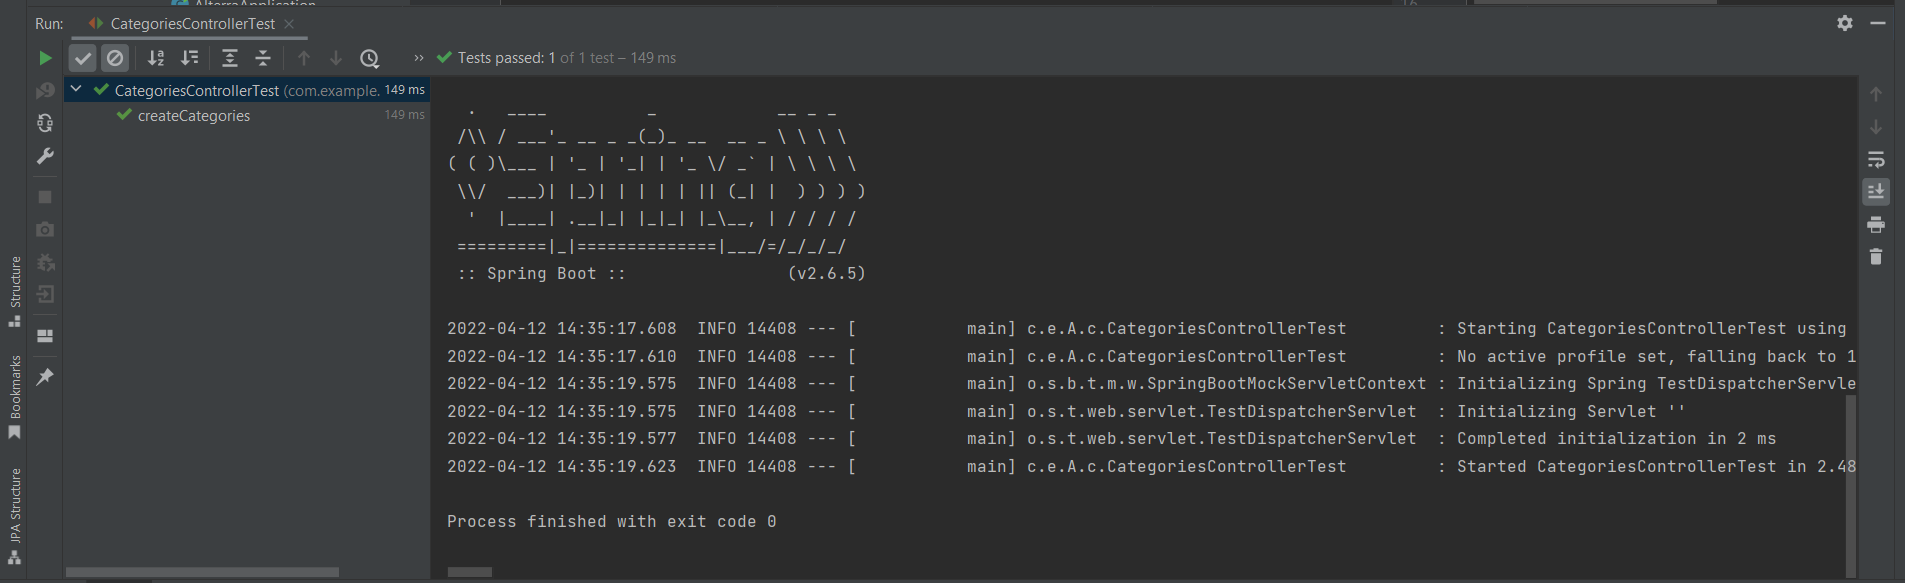 AlterraApplication
Run: CategoriesControllerTest
Tests passed: 1 of 1 test – 149 ms
CategoriesControllerTest (com.example. 149 ms
createCategories 149 ms
  .   ____          _            __ _ _
 /\\ / ___'_ __ _ _(_)_ __  __ _ \ \ \ \
( ( )\___ | '_ | '_| | '_ \/ _` | \ \ \ \
 \\/  ___)| |_)| | | | | || (_| |  ) ) ) )
  '  |____| .__|_| |_|_| |_\__, | / / / /
 =========|_|==============|___/=/_/_/_/
 :: Spring Boot ::                (v2.6.5)
2022-04-12 14:35:17.608  INFO 14408 --- [           main] c.e.A.c.CategoriesControllerTest         : Starting CategoriesControllerTest using
2022-04-12 14:35:17.610  INFO 14408 --- [           main] c.e.A.c.CategoriesControllerTest         : No active profile set, falling back to 1
2022-04-12 14:35:19.575  INFO 14408 --- [           main] o.s.b.t.m.w.SpringBootMockServletContext : Initializing Spring TestDispatcherServle
2022-04-12 14:35:19.575  INFO 14408 --- [           main] o.s.t.web.servlet.TestDispatcherServlet  : Initializing Servlet ''
2022-04-12 14:35:19.577  INFO 14408 --- [           main] o.s.t.web.servlet.TestDispatcherServlet  : Completed initialization in 2 ms
2022-04-12 14:35:19.623  INFO 14408 --- [           main] c.e.A.c.CategoriesControllerTest         : Started CategoriesControllerTest in 2.48
Process finished with exit code 0
Structure
Bookmarks
JPA Structure